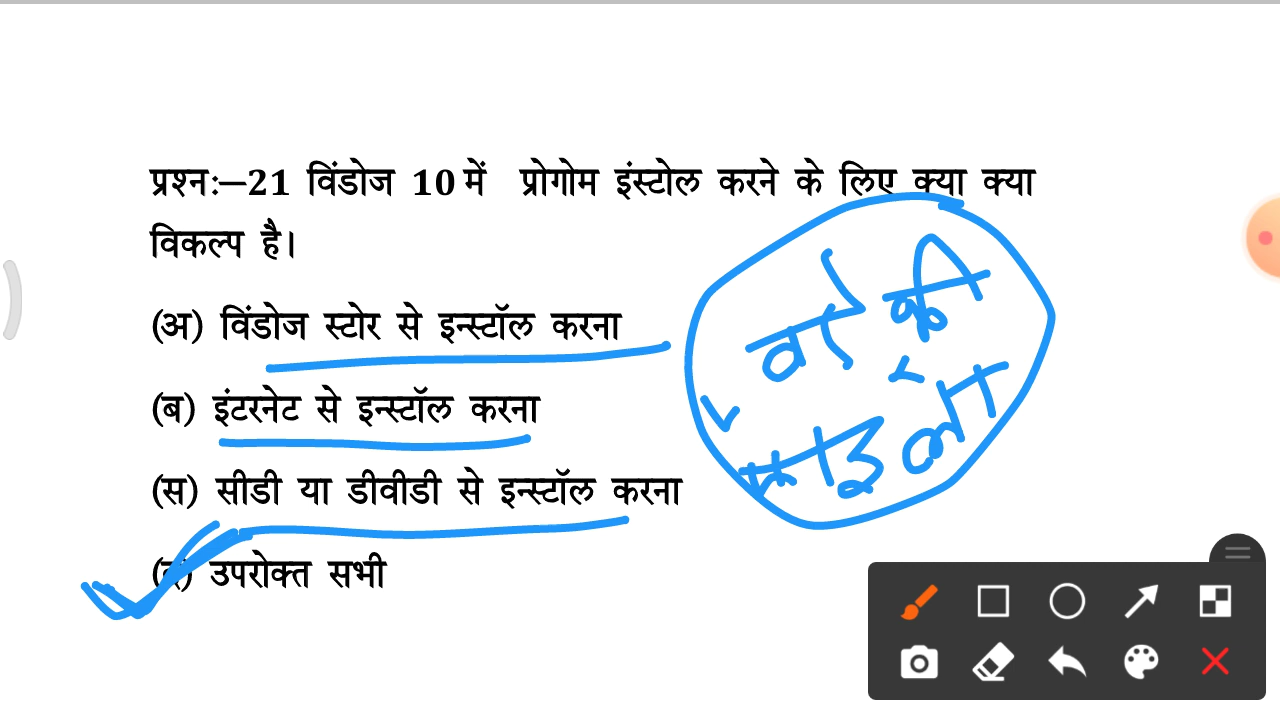 प्रश्नः–21 विंडोज 10 में प्रोगोम इंस्टोल करने के लिए क्या क्या
विकल्प है।
(अ) विंडोज स्टोर से इन्स्टॉल करना
(ब) इंटरनेट से इन्स्टॉल करना
(स) सीडी या डीवीडी से इन्स्टॉल करना
(द) उपरोक्त सभी